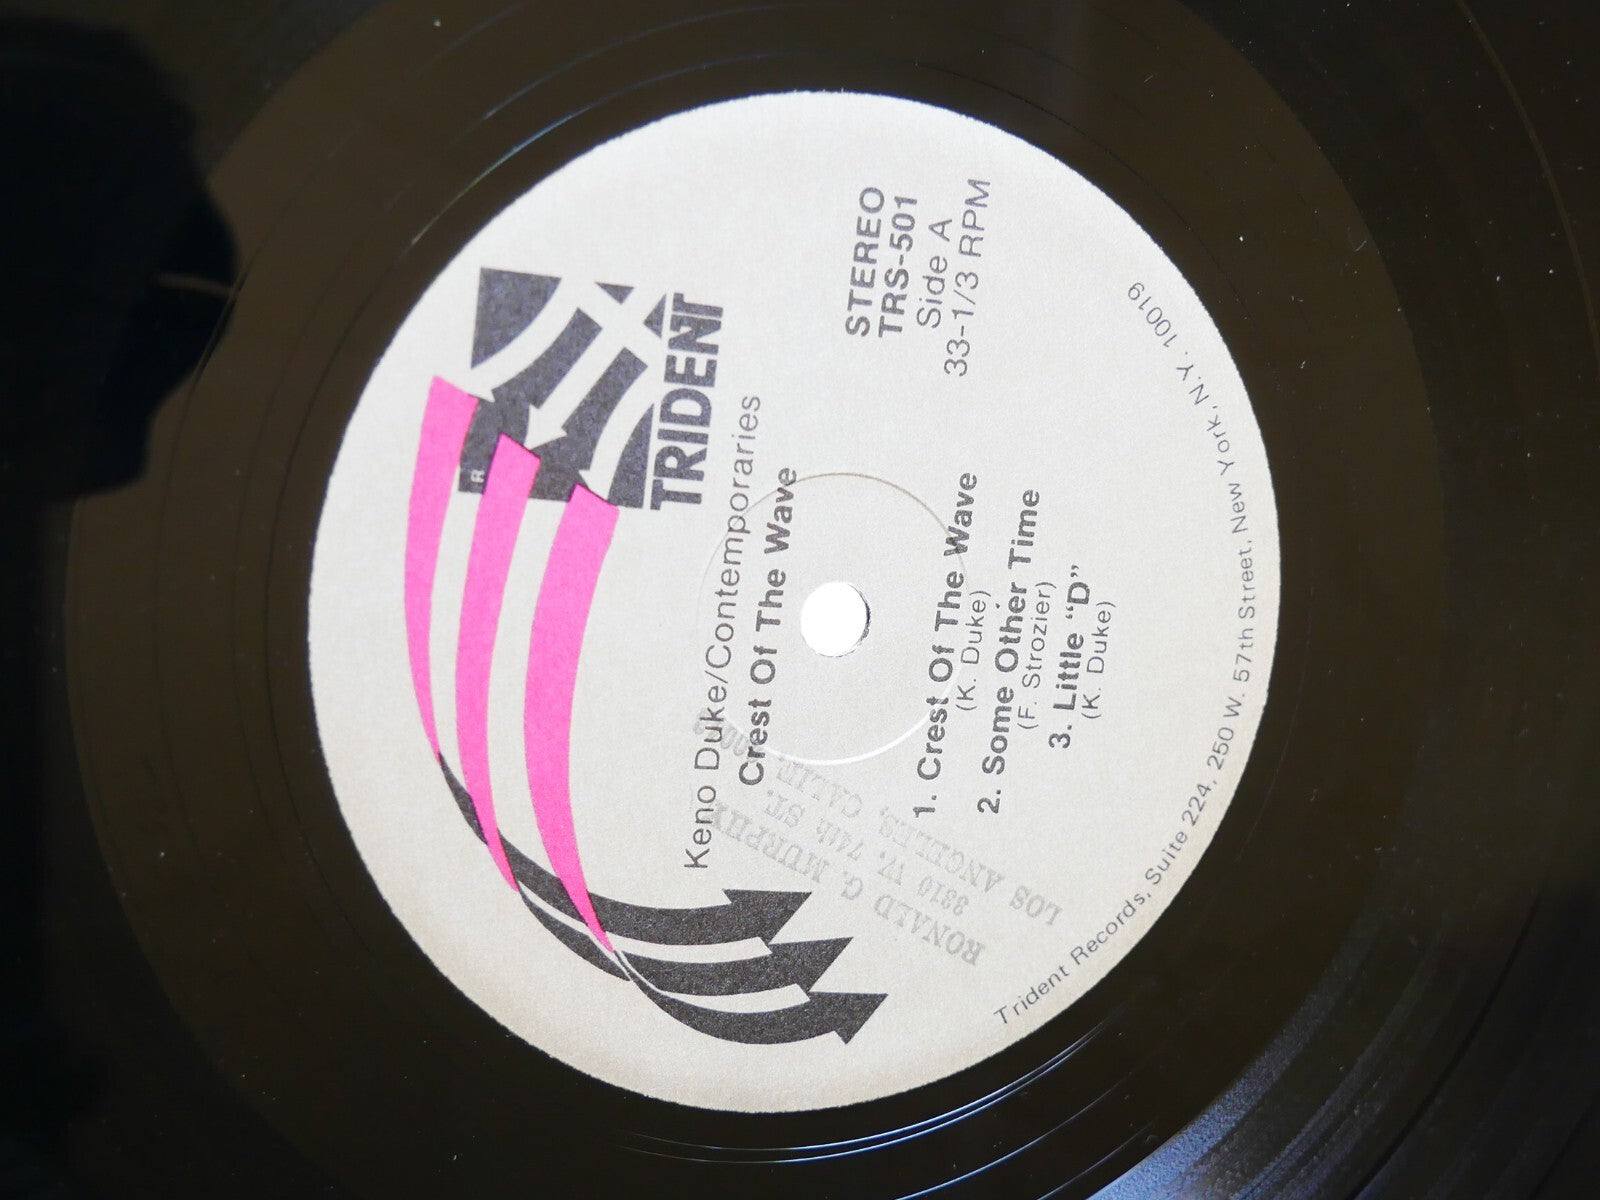 R
TRIDENT
STEREO
TRS-501
Side A
33-1/3 RPM
Keno Duke/Contemporaries
Crest Of The Wave
1. Crest Of The Wave
(K. Duke)
2. Some Other Time
(F. Strozier)
3. Little “D”
(K. Duke)
RONALD G. MURPHY
3310 W. 74th ST.
LOS ANGELES, CALIF.
Trident Records, Suite 224, 250 W. 57th Street, New York, N.Y. 10019